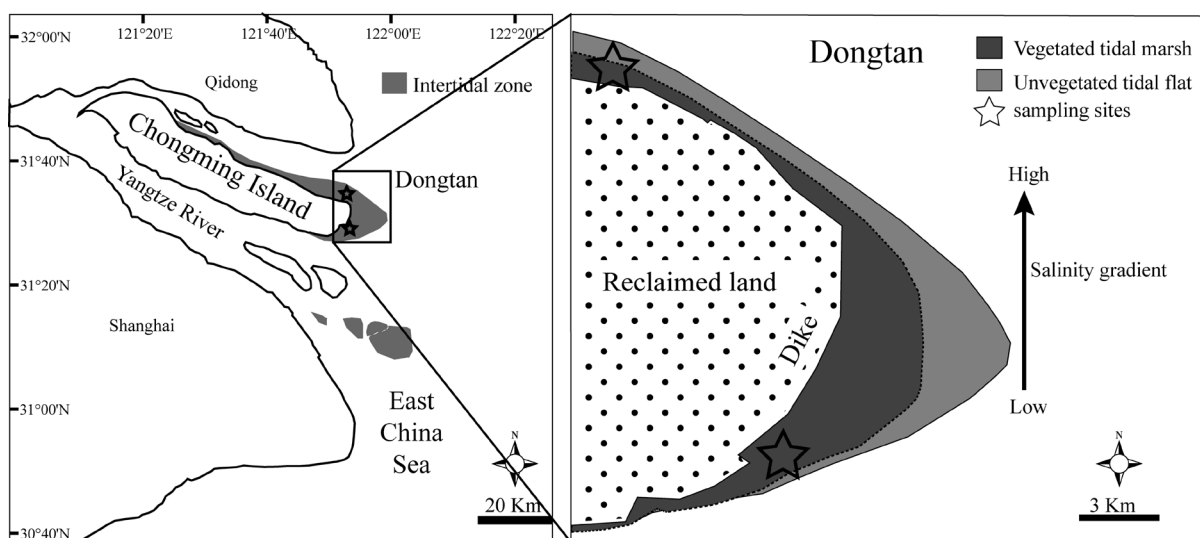 121°20'E 121°40'E 122°00'E 122°20'E
32°00'N
31°40'N
31°20'N
31°00'N
30°40'N
Qidong
Intertidal zone
Chongming Island
Yangtze River
Dongtan
Shanghai
East
China
Sea
N
20 Km
Dongtan
Vegetated tidal marsh
Unvegetated tidal flat
sampling sites
High
Salinity gradient
Low
Reclaimed land
Dike
N
3 Km